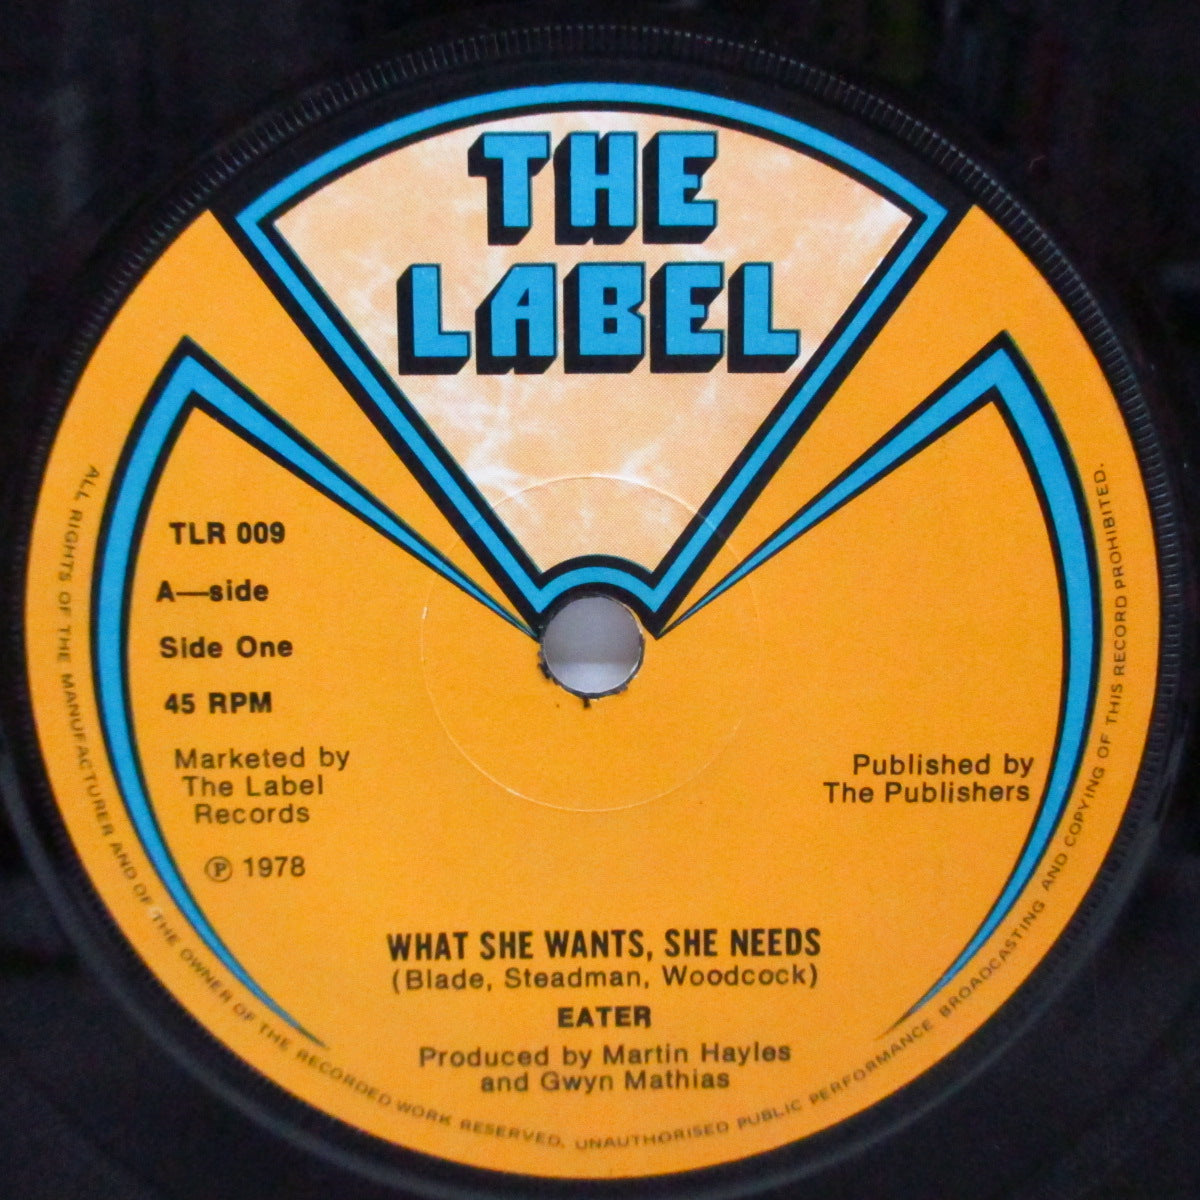 THE
LABEL
TLR 009
A—side
Side One
45 RPM
Marketed by
The Label
Records
℗ 1978
Published by
The Publishers
WHAT SHE WANTS, SHE NEEDS
(Blade, Steadman, Woodcock)
EATER
Produced by Martin Hayles
and Gwyn Mathias
ALL RIGHTS OF THE MANUFACTURER AND OF THE OWNER OF THE RECORDED WORK RESERVED. UNAUTHORISED PUBLIC PERFORMANCE BROADCASTING AND COPYING OF THIS RECORD PROHIBITED.